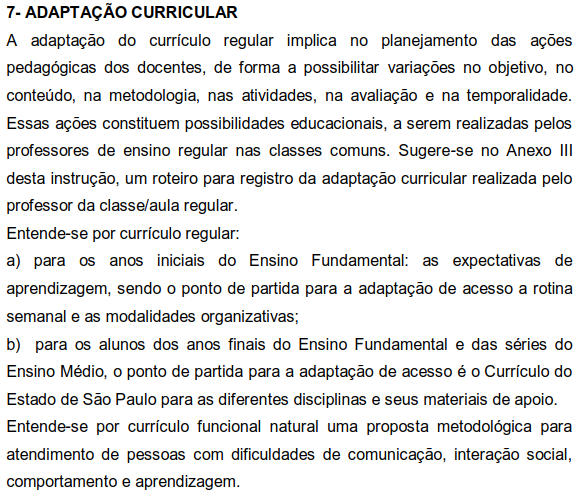 7- ADAPTAÇÃO CURRICULAR
A adaptação do currículo regular implica no planejamento das ações
pedagógicas dos docentes, de forma a possibilitar variações no objetivo, no
conteúdo, na metodologia, nas atividades, na avaliação e na temporalidade.
Essas ações constituem possibilidades educacionais, a serem realizadas pelos
professores de ensino regular nas classes comuns. Sugere-se no Anexo III
desta instrução, um roteiro para registro da adaptação curricular realizada pelo
professor da classe/aula regular.
Entende-se por currículo regular:
a) para os anos iniciais do Ensino Fundamental: as expectativas de
aprendizagem, sendo o ponto de partida para a adaptação de acesso a rotina
semanal e as modalidades organizativas;
b) para os alunos dos anos finais do Ensino Fundamental e das séries do
Ensino Médio, o ponto de partida para a adaptação de acesso é o Currículo do
Estado de São Paulo para as diferentes disciplinas e seus materiais de apoio.
Entende-se por currículo funcional natural uma proposta metodológica para
atendimento de pessoas com dificuldades de comunicação, interação social,
comportamento e aprendizagem.